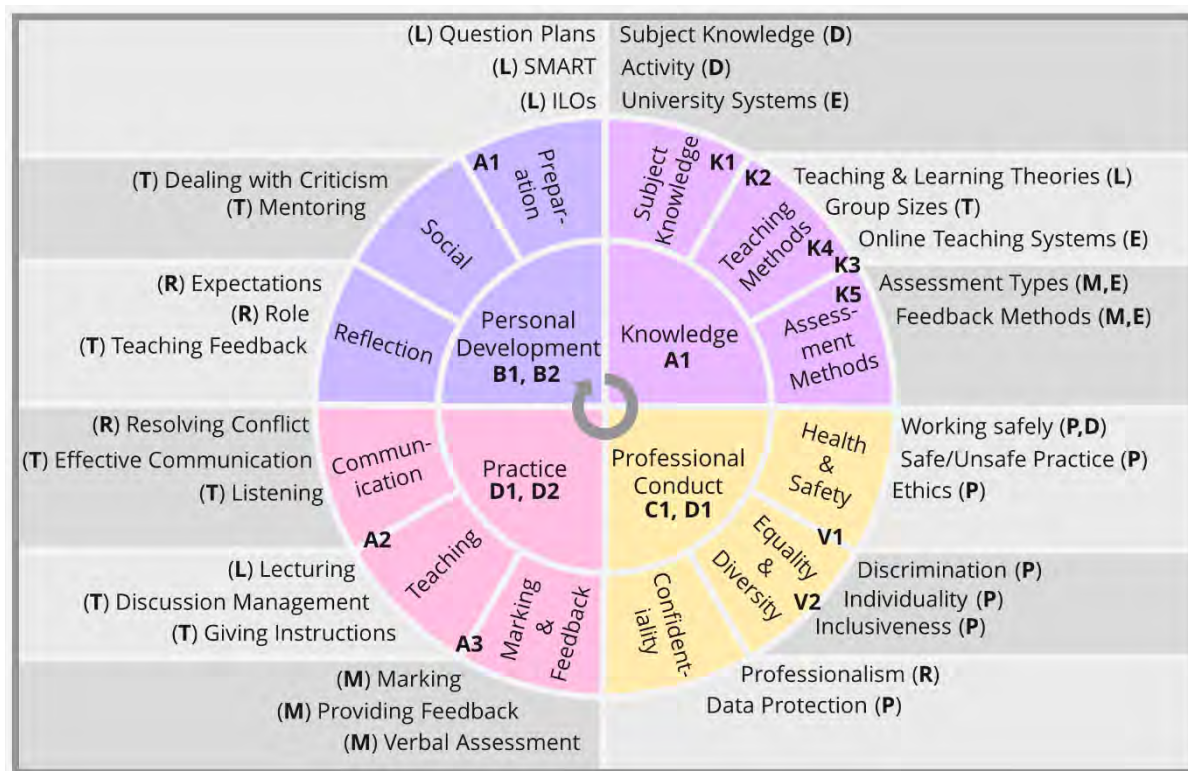 (L) Question Plans
(L) SMART
(L) ILOs
Subject Knowledge (D)
Activity (D)
University Systems (E)
(T) Dealing with Criticism
(T) Mentoring
Teaching & Learning Theories (L)
Group Sizes (T)
Online Teaching Systems (E)
(R) Expectations
(R) Role
(T) Teaching Feedback
Assessment Types (M,E)
Feedback Methods (M,E)
(R) Resolving Conflict
(T) Effective Communication
(T) Listening
Working safely (P,D)
Safe/Unsafe Practice (P)
Ethics (P)
(L) Lecturing
(T) Discussion Management
(T) Giving Instructions
Discrimination (P)
Individuality (P)
Inclusiveness (P)
(M) Marking
(M) Providing Feedback
(M) Verbal Assessment
Professionalism (R)
Data Protection (P)
A1
Prepar-
ation
Social
Reflection
Personal
Development
B1, B2
Subject
Knowledge
K1
K2
Teaching
Methods
K4
K3
K5
Assess-
ment
Methods
Knowledge
A1
Commun-
ication
A2
Teaching
A3
Marking
&
Feedback
Practice
D1, D2
Professional
Conduct
C1, D1
Health
&
Safety
V1
Equality
&
Diversity
V2
Confident-
iality